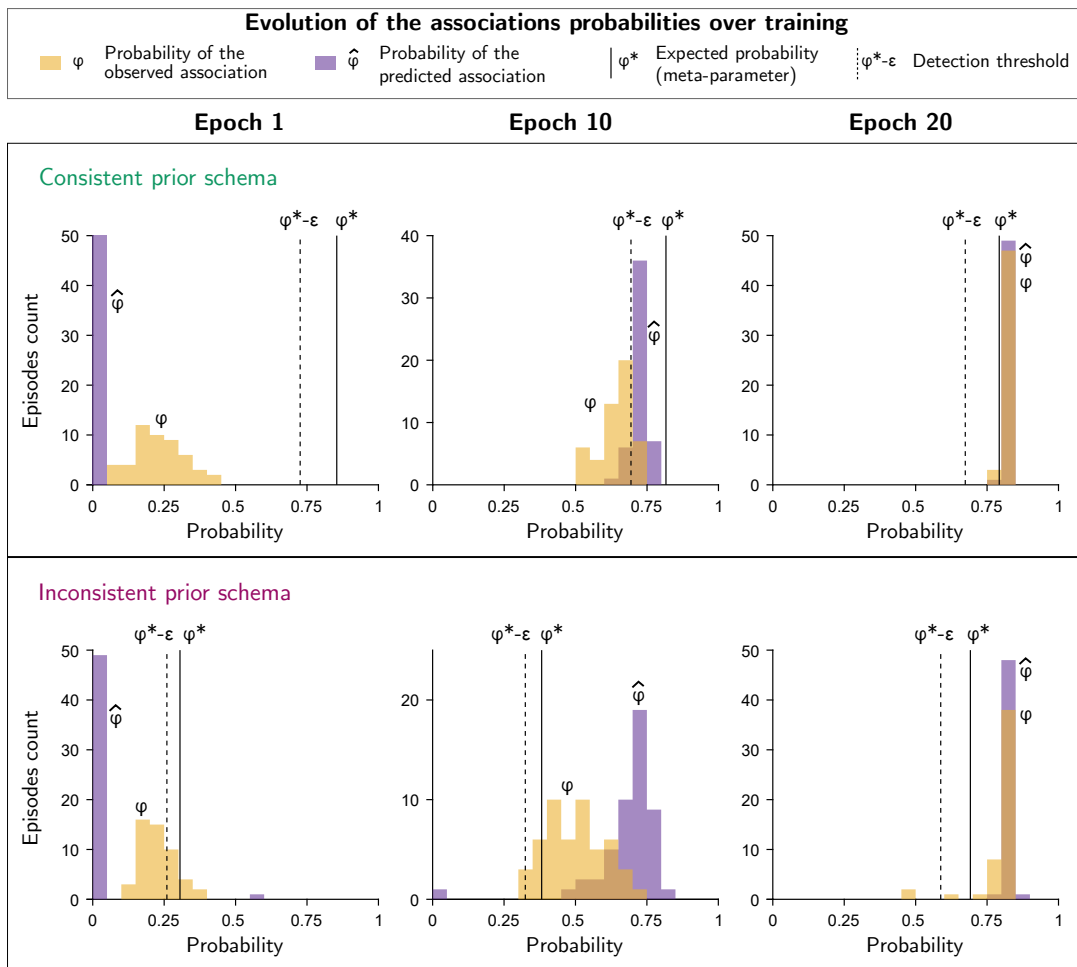 Evolution of the associations probabilities over training
φ Probability of the observed association
φ̂ Probability of the predicted association
φ* Expected probability (meta-parameter)
φ*-ε Detection threshold
Epoch 1 Epoch 10 Epoch 20
Consistent prior schema
φ*-ε φ* φ*-ε φ* φ*-ε φ*
Episodes count
50
40
30
20
10
0
φ̂
φ
0 0.25 0.5 0.75 1
Probability
40
30
20
10
0
φ̂
φ
0 0.25 0.5 0.75 1
Probability
50
40
30
20
10
0
φ̂
φ
0 0.25 0.5 0.75 1
Probability
Inconsistent prior schema
φ*-ε φ* φ*-ε φ* φ*-ε φ*
Episodes count
50
40
30
20
10
0
φ̂
φ
0 0.25 0.5 0.75 1
Probability
20
10
0
φ̂
φ
0 0.25 0.5 0.75 1
Probability
50
40
30
20
10
0
φ̂
φ
0 0.25 0.5 0.75 1
Probability